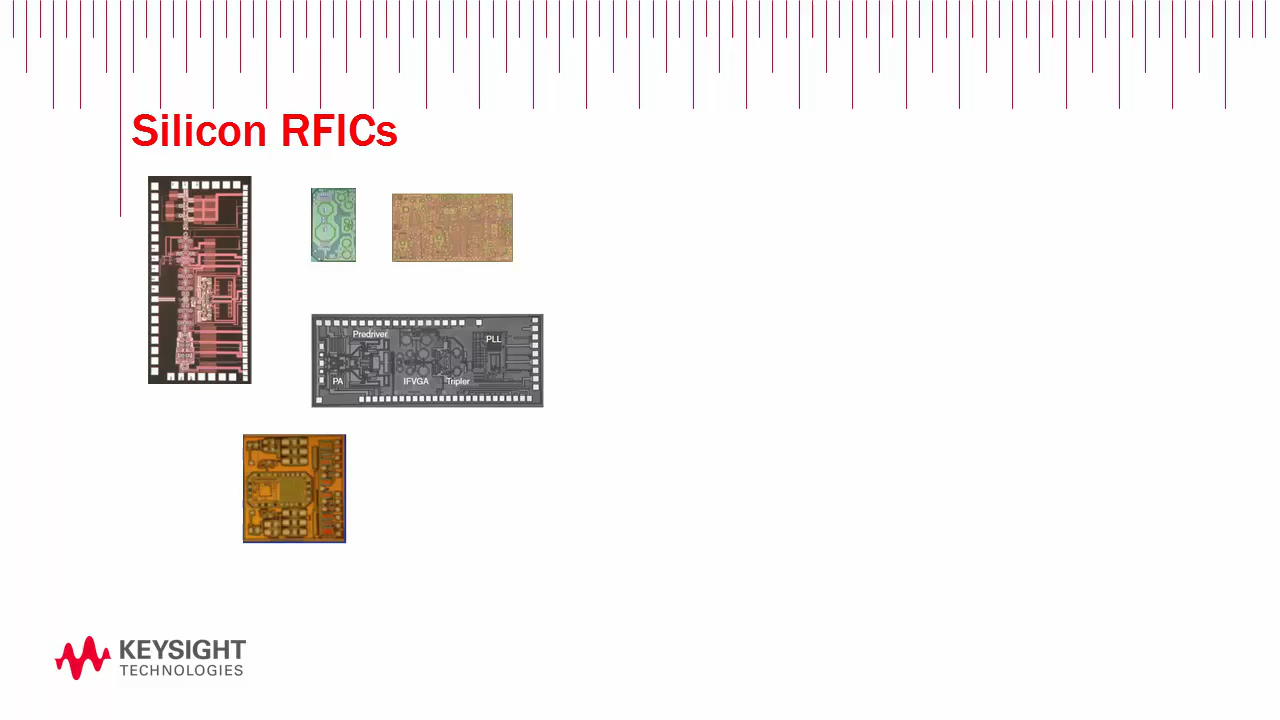 Silicon RFICs
Predriver
PLL
PA
IFVGA
Tripler
KEYSIGHT
TECHNOLOGIES